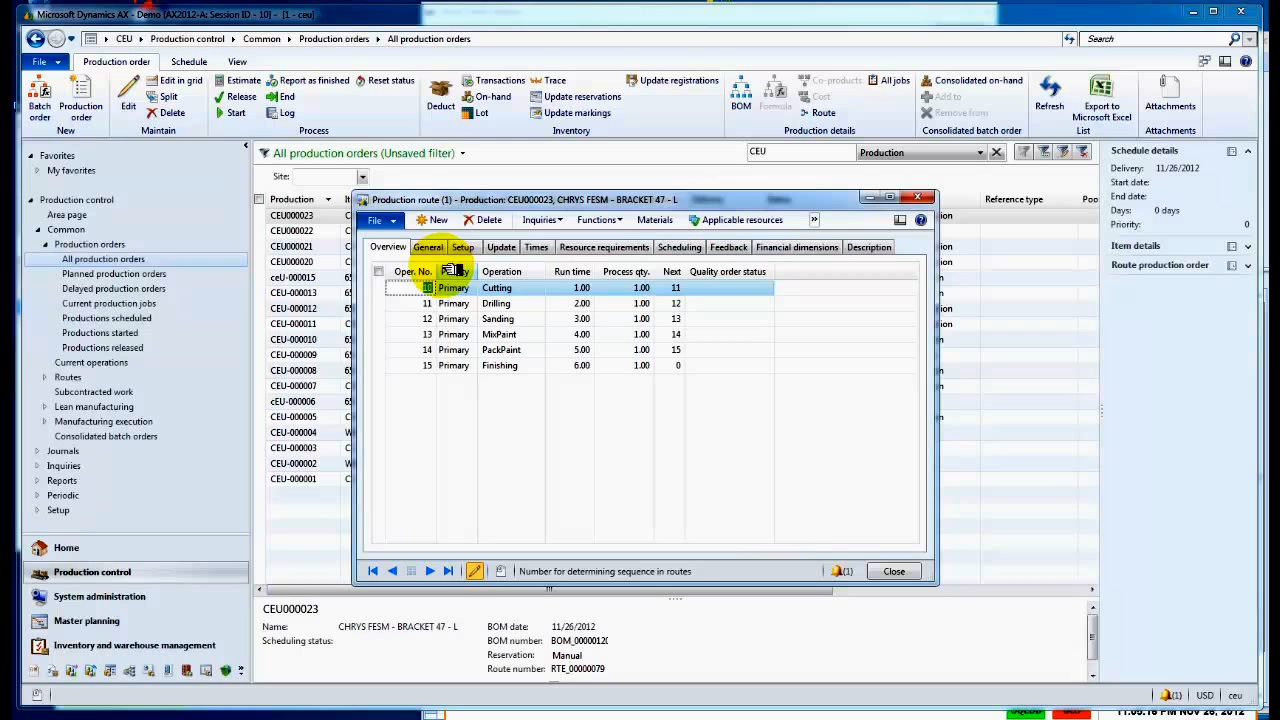 Microsoft Dynamics AX - Demo [AX2012-A: Session ID - 10] - [1 - ceu]
CEU Production control Common Production orders All production orders
Search
File Production order Schedule View
Batch order
Production order
New
Edit
Edit in grid
Split
Delete
Maintain
Estimate Report as finished Reset status
Release End
Start Log
Process
Deduct
Transactions Trace Update registrations
On-hand Update reservations
Lot Update markings
Inventory
BOM
Formula
Co-products All jobs
Cost
Route
Production details
Consolidated on-hand
Add to
Remove from
Consolidated batch order
Refresh
Export to Microsoft Excel
List
Attachments
Attachments
Favorites
My favorites
Production control
Area page
Common
Production orders
All production orders
Planned production orders
Delayed production orders
Current production jobs
Productions scheduled
Productions started
Productions released
Current operations
Routes
Subcontracted work
Lean manufacturing
Manufacturing execution
Consolidated batch orders
Journals
Inquiries
Reports
Periodic
Setup
Home
Production control
System administration
Master planning
Inventory and warehouse management
All production orders (Unsaved filter)
CEU Production
Site:
Production
Reference type Poo
CEU000023
CEU000022
CEU000021
CEU000020
ceU-000015
CEU-000013
CEU-000012
CEU-000011
CEU-000010
CEU-000009
CEU-000008
CEU-000007
cEU-000006
CEU-000005
CEU-000004
CEU-000003
CEU-000002
CEU-000001
Production route (1) - Production: CEU000023, CHRYS FESM - BRACKET 47 - L
File New Delete Inquiries Functions Materials Applicable resources
Overview General Setup Update Times Resource requirements Scheduling Feedback Financial dimensions Description
Oper. No. Operation Run time Process qty. Next Quality order status
10 Primary Cutting 1.00 1.00 11
11 Primary Drilling 2.00 1.00 12
12 Primary Sanding 3.00 1.00 13
13 Primary MixPaint 4.00 1.00 14
14 Primary PackPaint 5.00 1.00 15
15 Primary Finishing 6.00 1.00 0
Number for determining sequence in routes
(1)
Close
CEU000023
Name: CHRYS FESM - BRACKET 47 - L
Scheduling status:
BOM date: 11/26/2012
BOM number: BOM_0000012
Reservation: Manual
Route number: RTE_00000079
Schedule details
Delivery: 11/26/2012
Start date:
End date:
Days: 0 days
Priority: 0
Item details
Route production order
(1) USD ceu